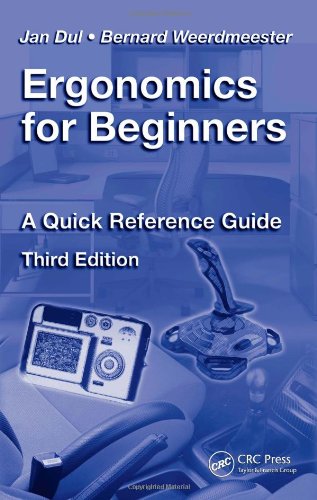 Jan Dul • Bernard Weerdmeester
Ergonomics
for Beginners
A Quick Reference Guide
Third Edition
CRC
CRC Press
Taylor & Francis Group